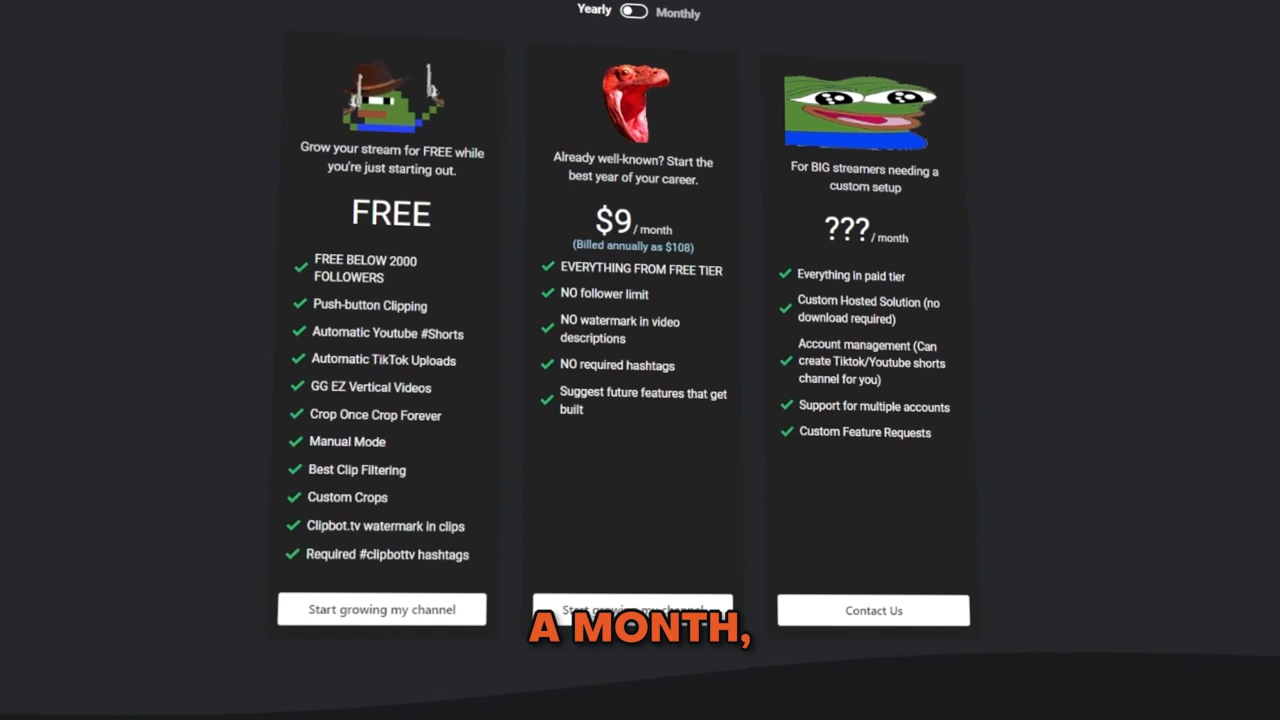 Yearly Monthly
Grow your stream for FREE while
you're just starting out.
FREE
FREE BELOW 2000
FOLLOWERS
Push-button Clipping
Automatic Youtube #Shorts
Automatic TikTok Uploads
GG EZ Vertical Videos
Crop Once Crop Forever
Manual Mode
Best Clip Filtering
Custom Crops
Clipbot.tv watermark in clips
Required #clipbottv hashtags
Start growing my channel
Already well-known? Start the
best year of your career.
$9 / month
(Billed annually as $108)
EVERYTHING FROM FREE TIER
NO follower limit
NO watermark in video
descriptions
NO required hashtags
Suggest future features that get
built
Start growing my channel
For BIG streamers needing a
custom setup
??? / month
Everything in paid tier
Custom Hosted Solution (no
download required)
Account management (Can
create Tiktok/Youtube shorts
channel for you)
Support for multiple accounts
Custom Feature Requests
Contact Us
A MONTH,